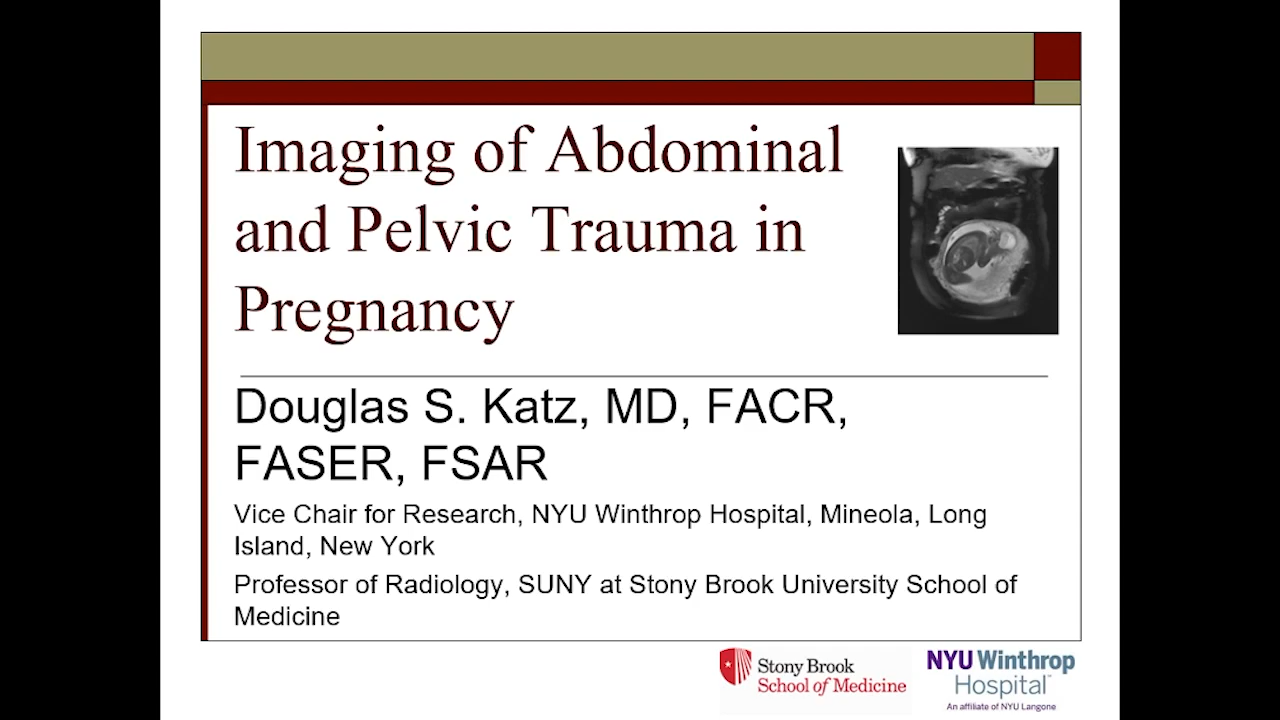 Imaging of Abdominal
and Pelvic Trauma in
Pregnancy
Douglas S. Katz, MD, FACR,
FASER, FSAR
Vice Chair for Research, NYU Winthrop Hospital, Mineola, Long
Island, New York
Professor of Radiology, SUNY at Stony Brook University School of
Medicine
Stony Brook
School of Medicine
NYU Winthrop
Hospital™
An affiliate of NYU Langone